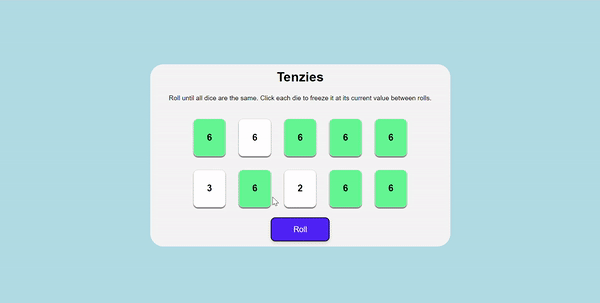 Tenzies
Roll until all dice are the same. Click each die to freeze it at its current value between rolls.
6 6 6 6 6
3 6 2 6 6
Roll